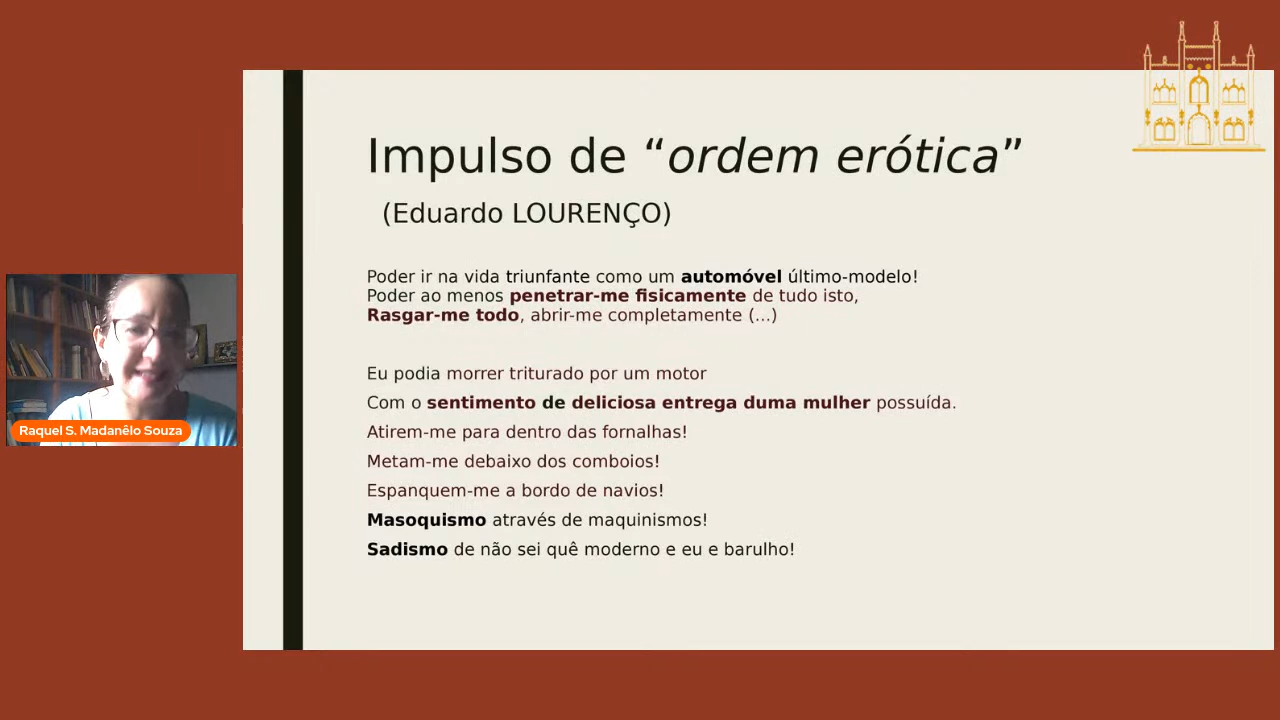 Impulso de “ordem erótica”
(Eduardo LOURENÇO)
Poder ir na vida triunfante como um automóvel último-modelo!
Poder ao menos penetrar-me fisicamente de tudo isto,
Rasgar-me todo, abrir-me completamente (...)
Eu podia morrer triturado por um motor
Com o sentimento de deliciosa entrega duma mulher possuída.
Atirem-me para dentro das fornalhas!
Metam-me debaixo dos comboios!
Espanquem-me a bordo de navios!
Masoquismo através de maquinismos!
Sadismo de não sei quê moderno e eu e barulho!
Raquel S. Madanêlo Souza